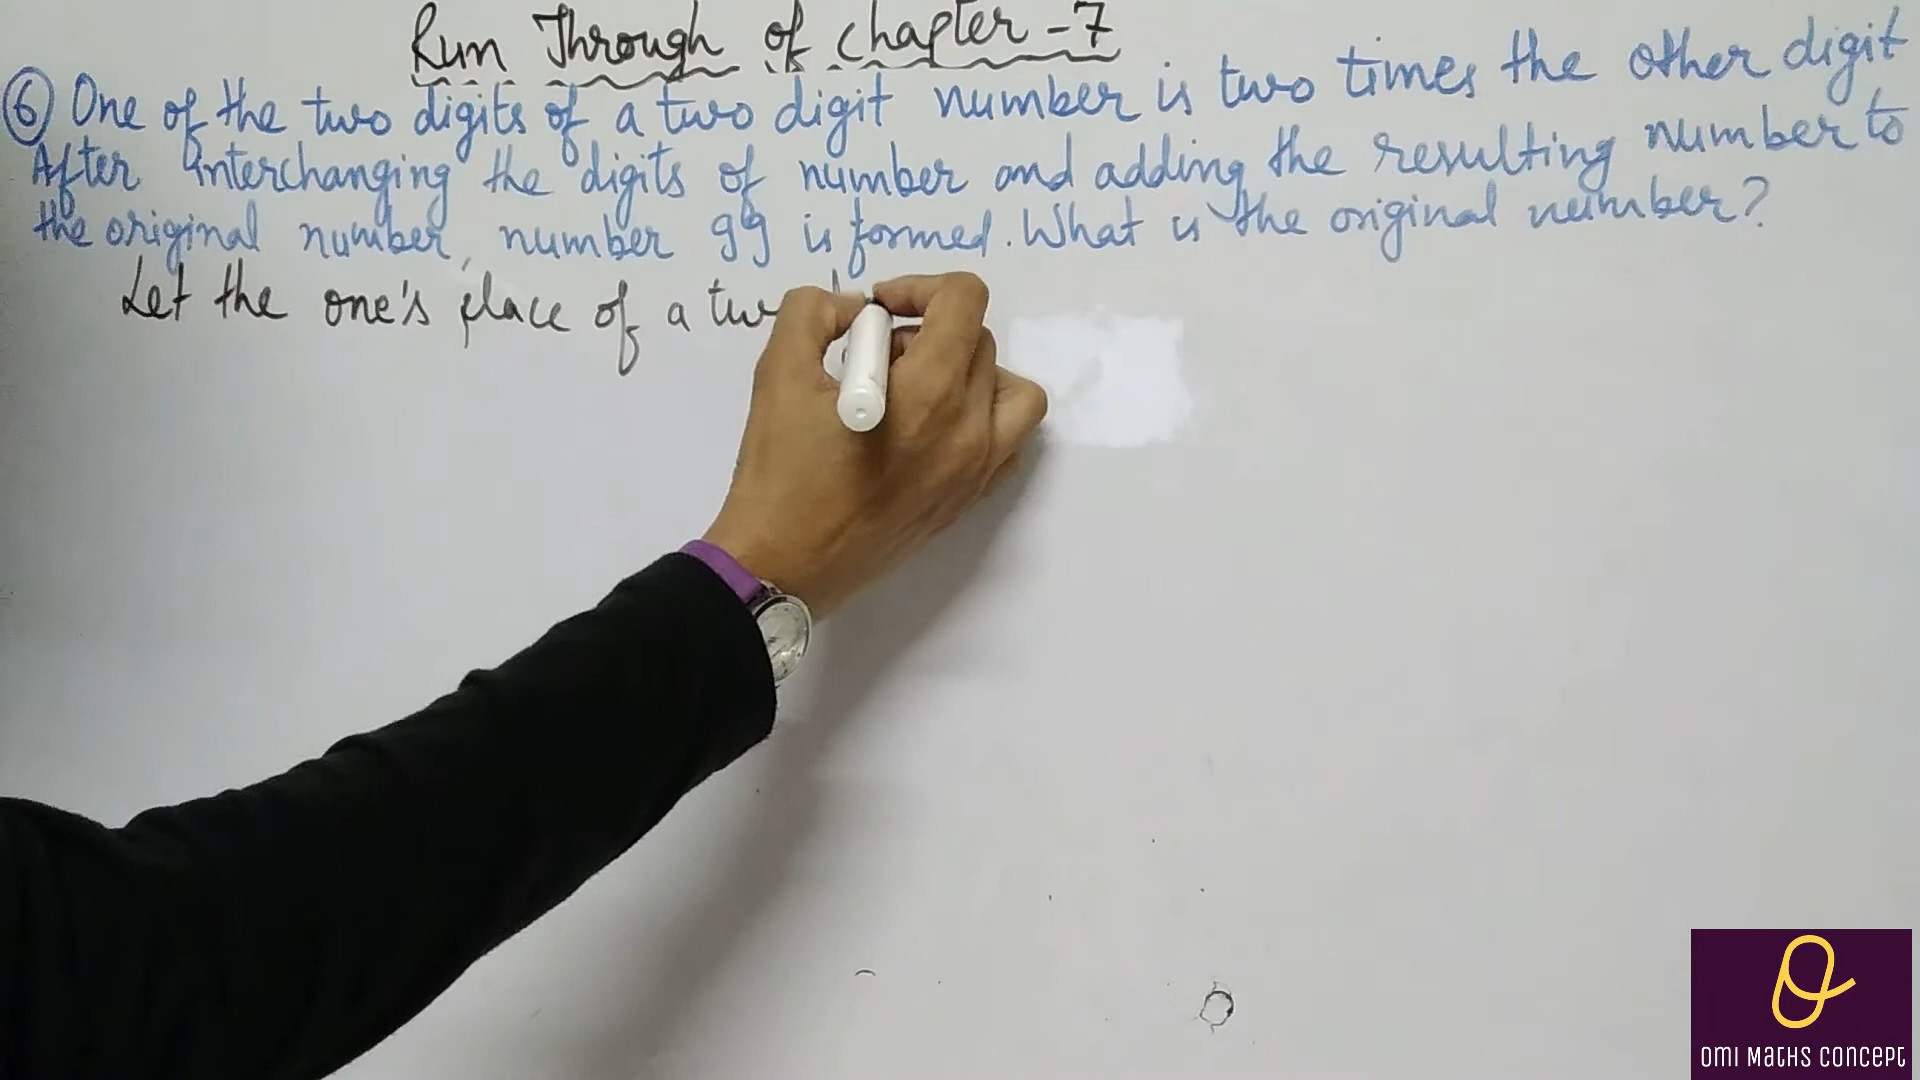 Run Through of chapter - 7
⑥ One of the two digits of a two digit number is two times the other digit
After interchanging the digits of number and adding the resulting number to
the original number, number 99 is formed. What is the original number?
Let the one's place of a
OMI MATHS CONCEPT